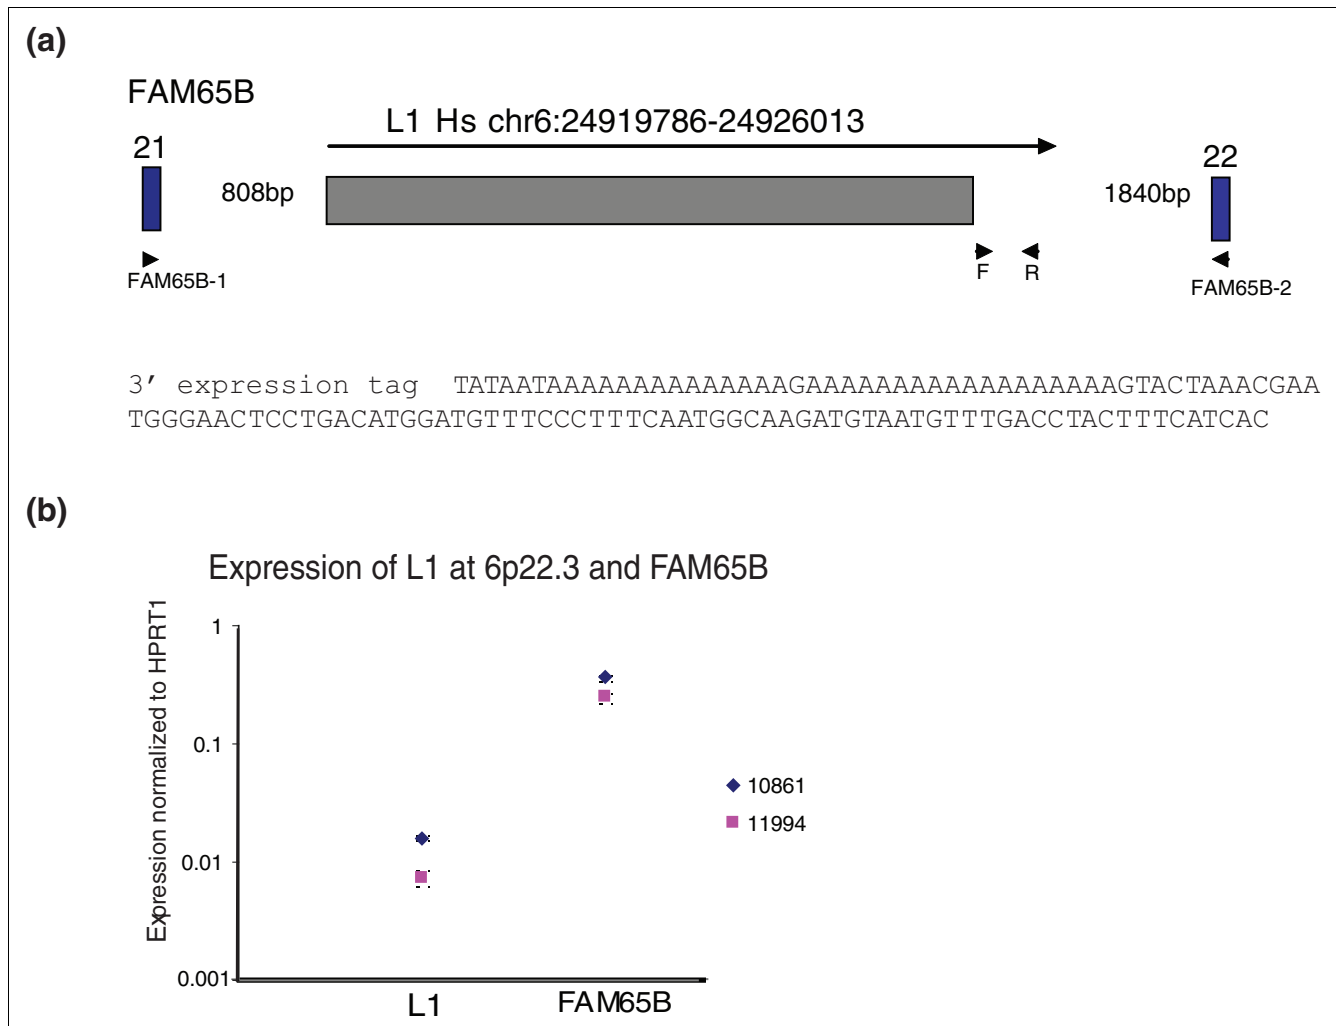 (a)
FAM65B
L1 Hs chr6:24919786-24926013
21
22
808bp
1840bp
F
R
FAM65B-1
FAM65B-2
3' expression tag TATAATAAAAAAAAAAAAAAGAAAAAAAAAAAAAAAAAAGTACTAAACGAA
TGGGAACTCCTGACATGGATGTTTCCCTTTCAATGGCAAGATGTAATGTTTGACCTACTTTCATCAC
(b)
Expression of L1 at 6p22.3 and FAM65B
Expression normalized to HPRT1
1
0.1
0.01
0.001
L1
FAM65B
10861
11994